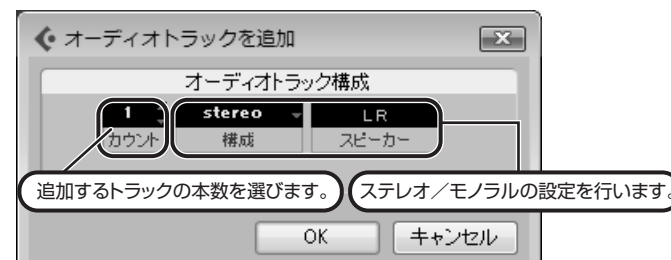 オーディオトラックを追加
オーディオトラック構成
1 stereo LR
カウント 構成 スピーカー
追加するトラックの本数を選びます。 ステレオ／モノラルの設定を行います。
OK キャンセル